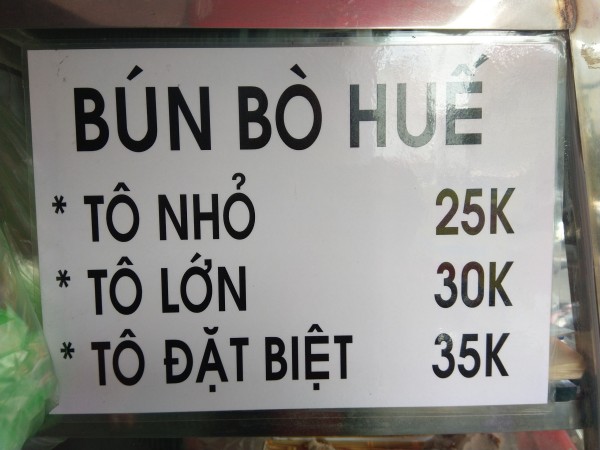 BÚN BÒ HUẾ
* TÔ NHỎ 25K
* TÔ LỚN 30K
* TÔ ĐẶT BIỆT 35K